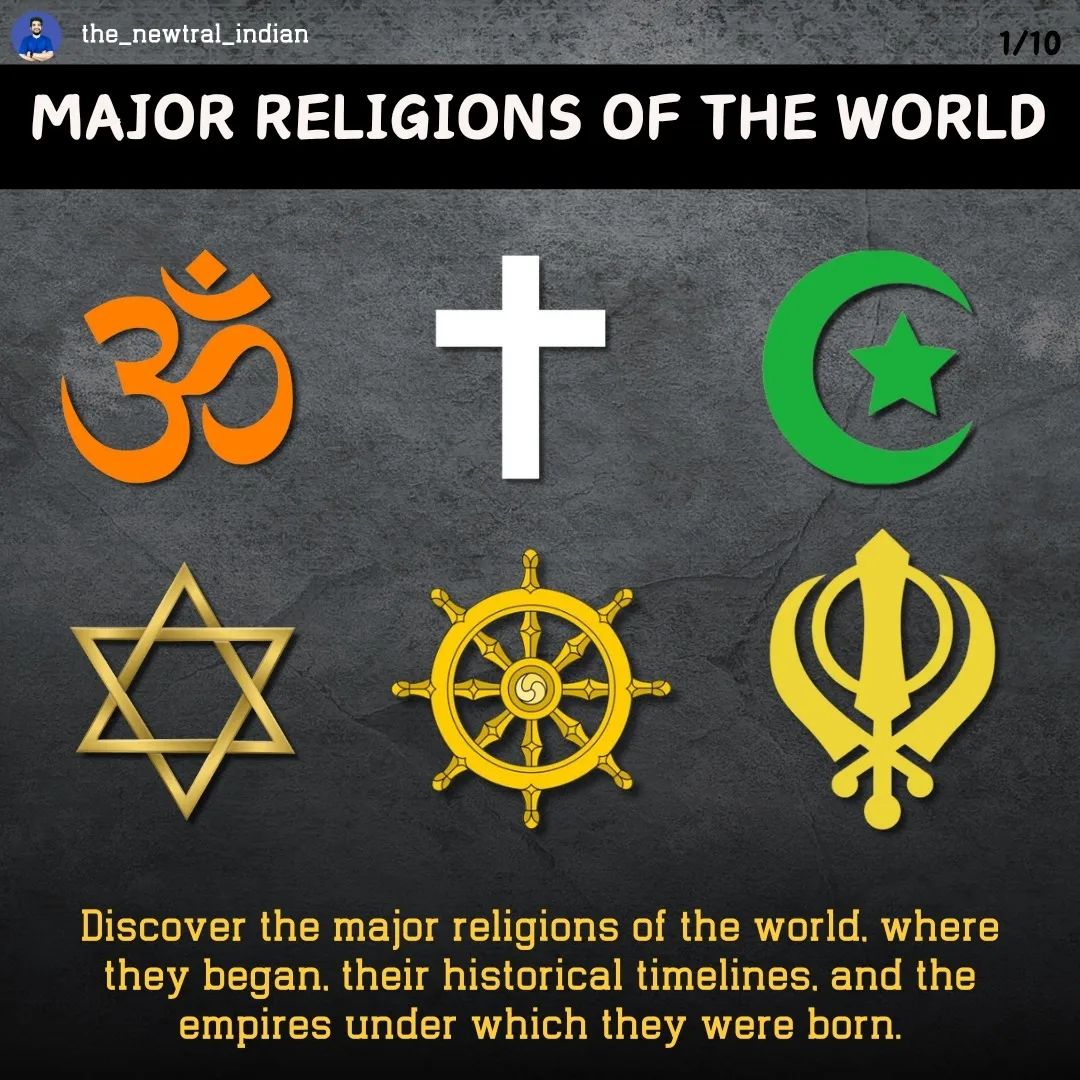 the_newtral_indian
1/10
MAJOR RELIGIONS OF THE WORLD
ॐ
Discover the major religions of the world, where
they began, their historical timelines, and the
empires under which they were born.